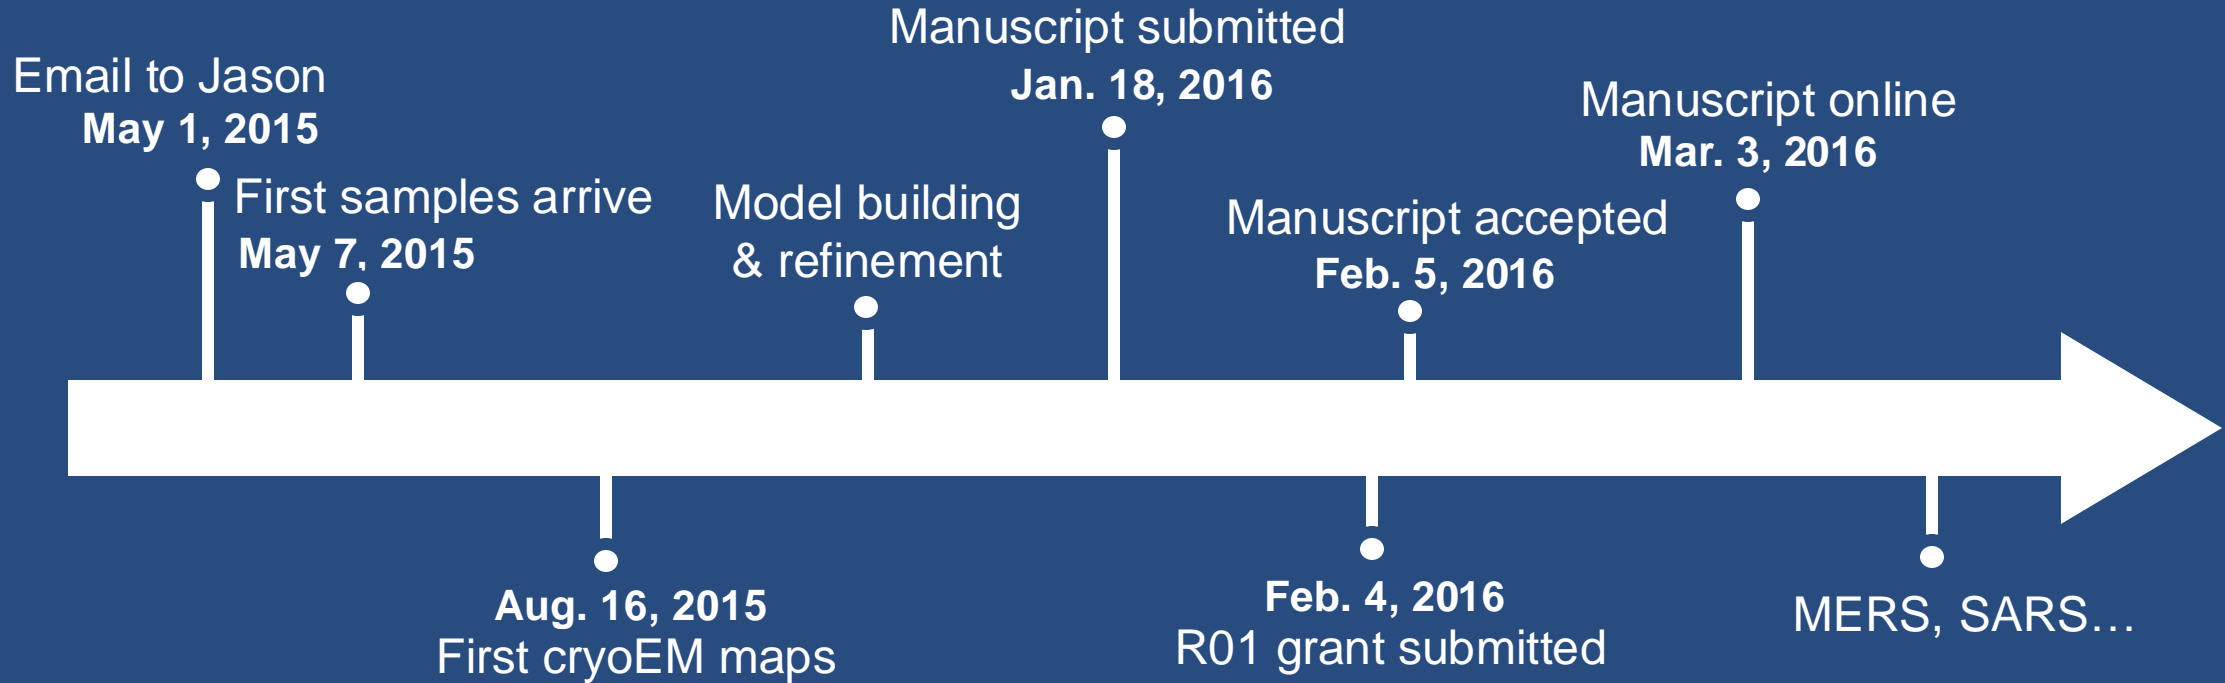 Email to Jason
May 1, 2015
First samples arrive
May 7, 2015
Model building
& refinement
Manuscript submitted
Jan. 18, 2016
Manuscript accepted
Feb. 5, 2016
Manuscript online
Mar. 3, 2016
Aug. 16, 2015
First cryoEM maps
Feb. 4, 2016
R01 grant submitted
MERS, SARS…